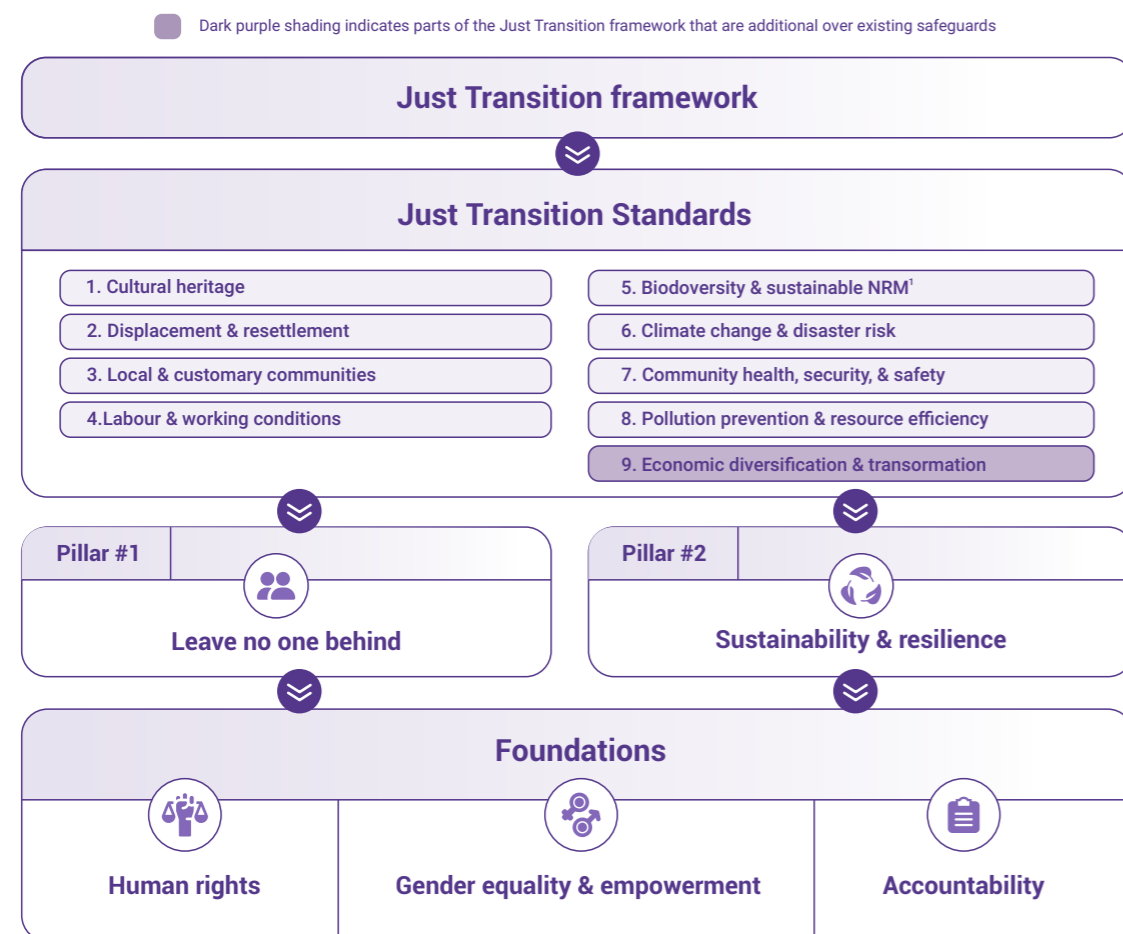 Dark purple shading indicates parts of the Just Transition framework that are additional over existing safeguards
Just Transition framework
Just Transition Standards
1. Cultural heritage
2. Displacement & resettlement
3. Local & customary communities
4.Labour & working conditions
5. Biodoversity & sustainable NRM¹
6. Climate change & disaster risk
7. Community health, security, & safety
8. Pollution prevention & resource efficiency
9. Economic diversification & transormation
Pillar #1
Leave no one behind
Pillar #2
Sustainability & resilience
Foundations
Human rights
Gender equality & empowerment
Accountability